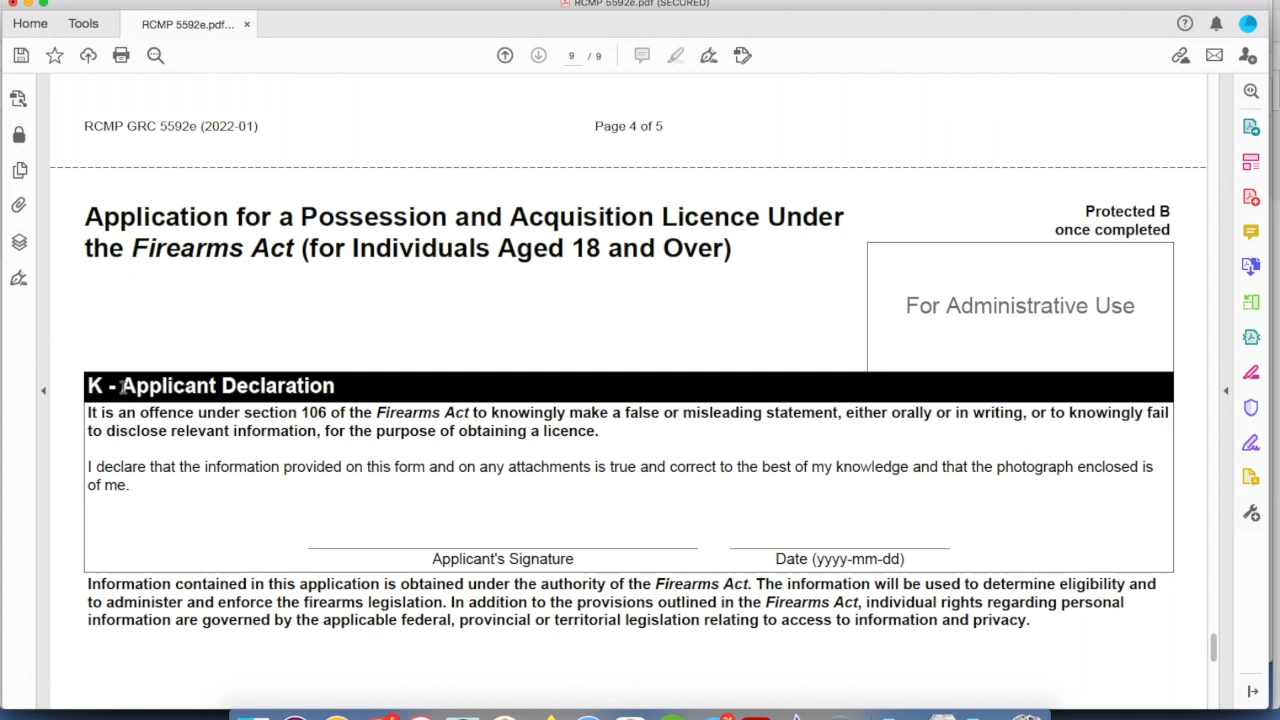 RCMP 5592e.pdf (SECURED)
Home Tools RCMP 5592e.pdf... ×
9 / 9
RCMP GRC 5592e (2022-01) Page 4 of 5
Application for a Possession and Acquisition Licence Under
the Firearms Act (for Individuals Aged 18 and Over)
Protected B
once completed
For Administrative Use
K - Applicant Declaration
It is an offence under section 106 of the Firearms Act to knowingly make a false or misleading statement, either orally or in writing, or to knowingly fail
to disclose relevant information, for the purpose of obtaining a licence.
I declare that the information provided on this form and on any attachments is true and correct to the best of my knowledge and that the photograph enclosed is
of me.
Applicant's Signature Date (yyyy-mm-dd)
Information contained in this application is obtained under the authority of the Firearms Act. The information will be used to determine eligibility and
to administer and enforce the firearms legislation. In addition to the provisions outlined in the Firearms Act, individual rights regarding personal
information are governed by the applicable federal, provincial or territorial legislation relating to access to information and privacy.